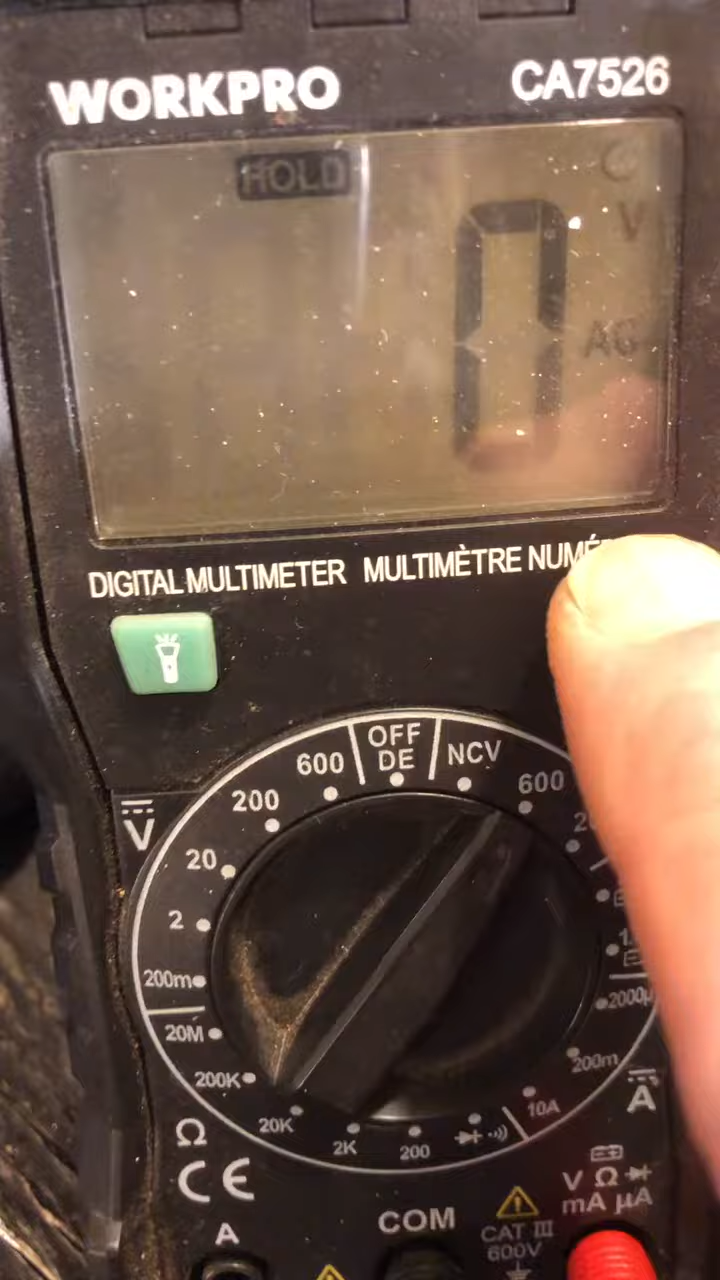 WORKPRO CA7526
HOLD
V
0
AC
DIGITAL MULTIMETER MULTIMÈTRE
OFF
DE
NCV
600
600
200
20
2
200m
V
20M
200K
20K
2K
200
10A
200m
2000µ
A
Ω
CE
A
COM
CAT III
600V
V Ω
mA µA